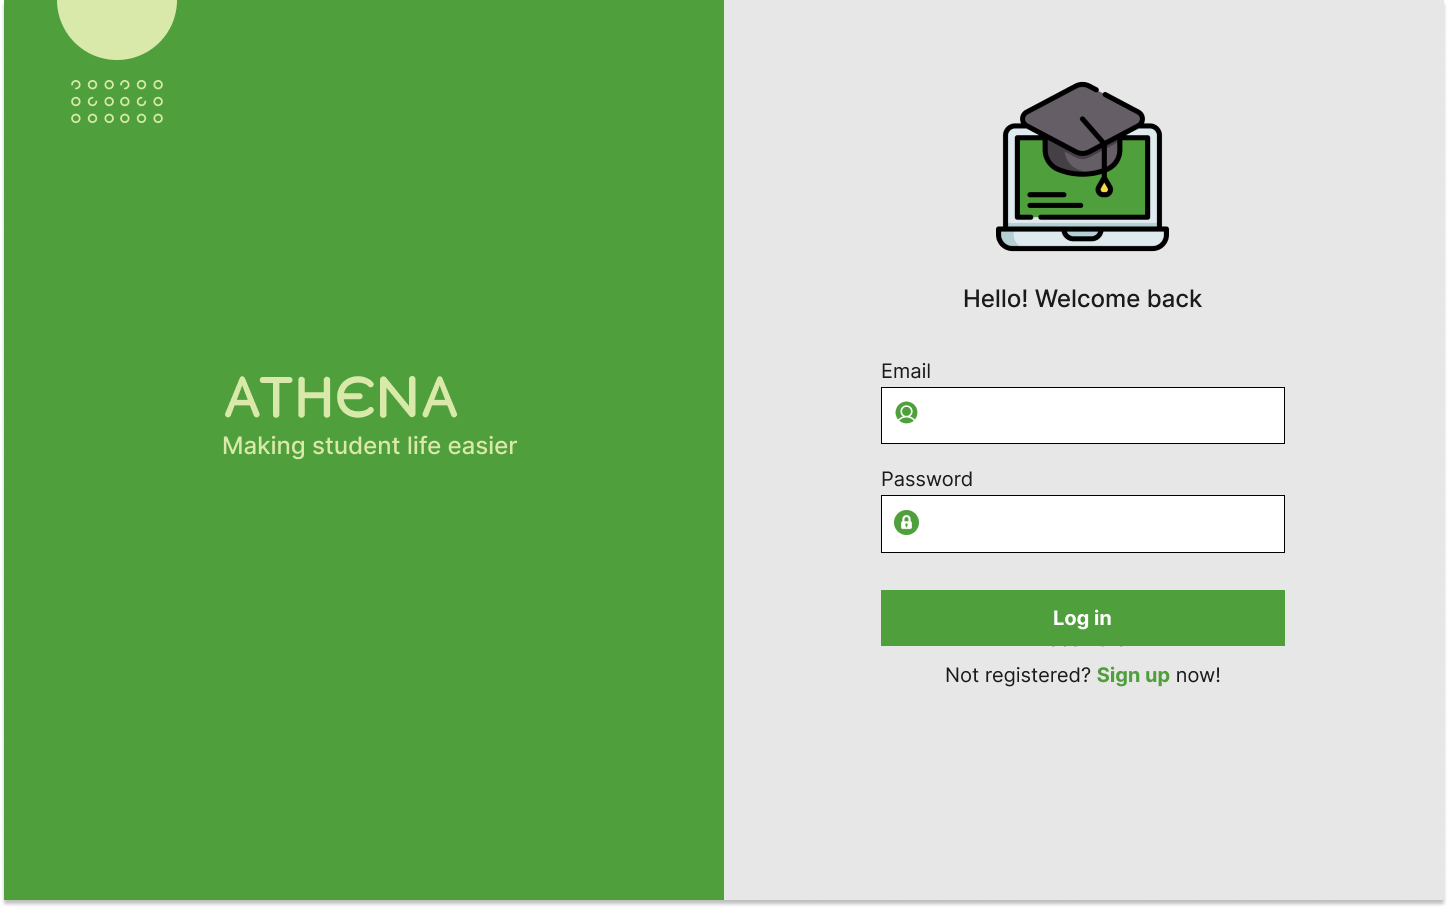 ATHENA
Making student life easier
Hello! Welcome back
Email
Password
Log in
Not registered? Sign up now!